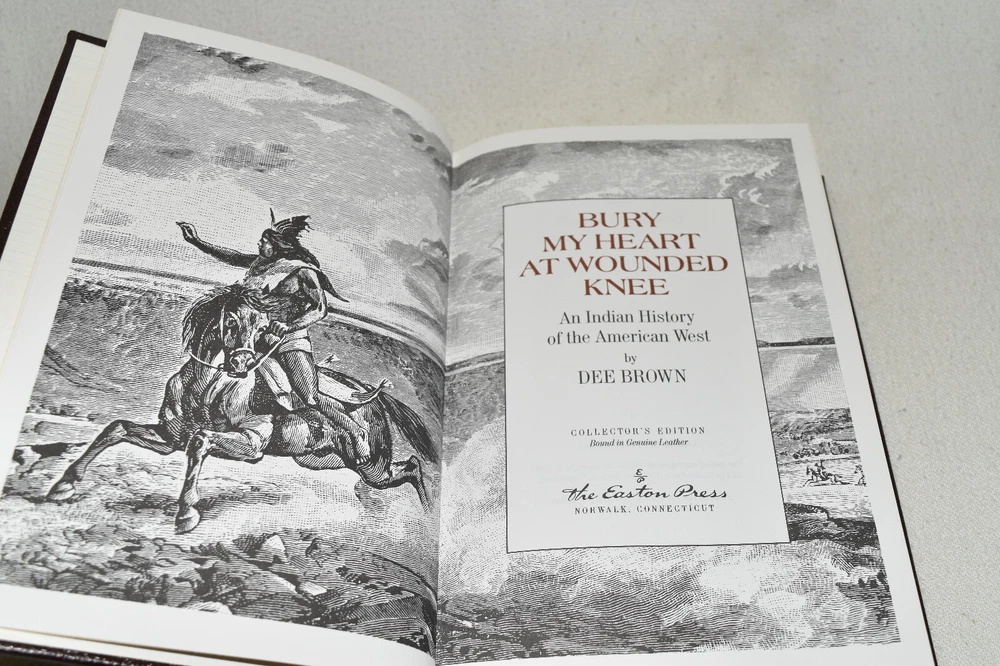 BURY
MY HEART
AT WOUNDED
KNEE
An Indian History
of the American West
by
DEE BROWN
COLLECTOR'S EDITION
Bound in Genuine Leather
E
P
The Easton Press
NORWALK, CONNECTICUT